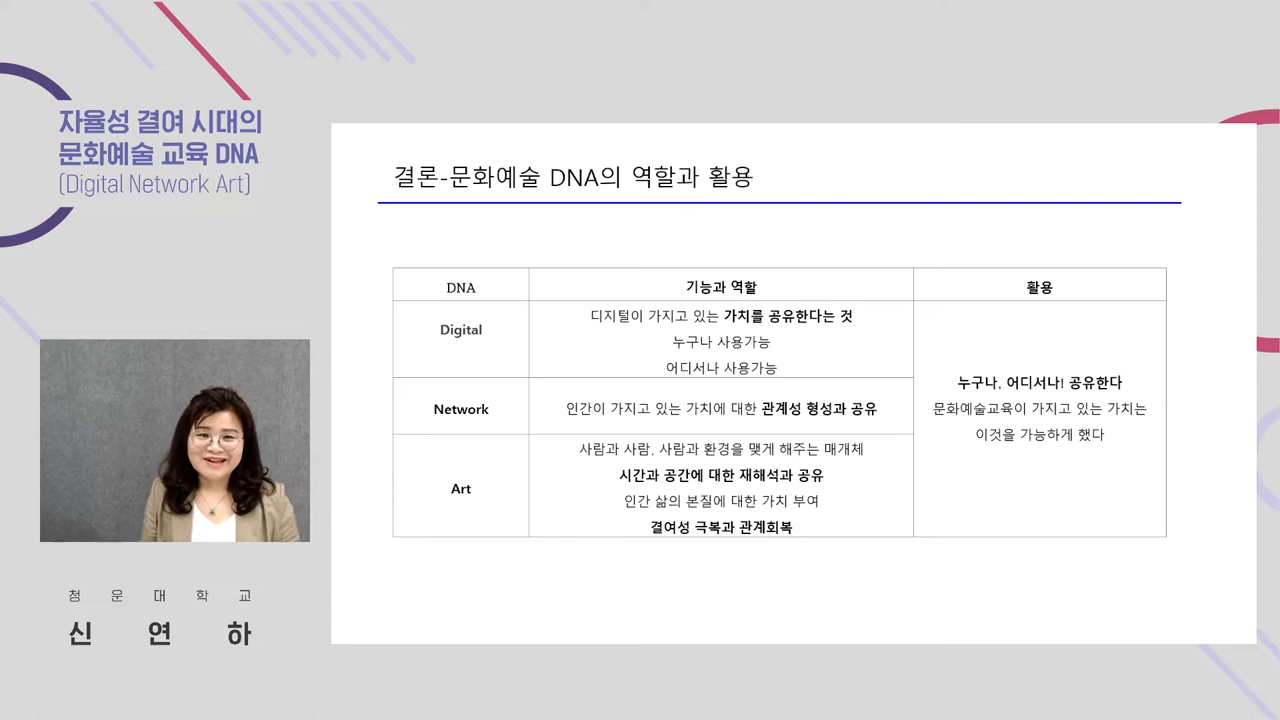 자율성 결여 시대의
문화예술 교육 DNA
(Digital Network Art)
청운대학교
신연하
결론-문화예술 DNA의 역할과 활용
DNA
기능과 역할
활용
Digital
디지털이 가지고 있는 가치를 공유한다는 것
누구나 사용가능
어디서나 사용가능
Network
인간이 가지고 있는 가치에 대한 관계성 형성과 공유
Art
사람과 사람, 사람과 환경을 맺게 해주는 매개체
시간과 공간에 대한 재해석과 공유
인간 삶의 본질에 대한 가치 부여
결여성 극복과 관계회복
누구나, 어디서나! 공유한다
문화예술교육이 가지고 있는 가치는
이것을 가능하게 했다